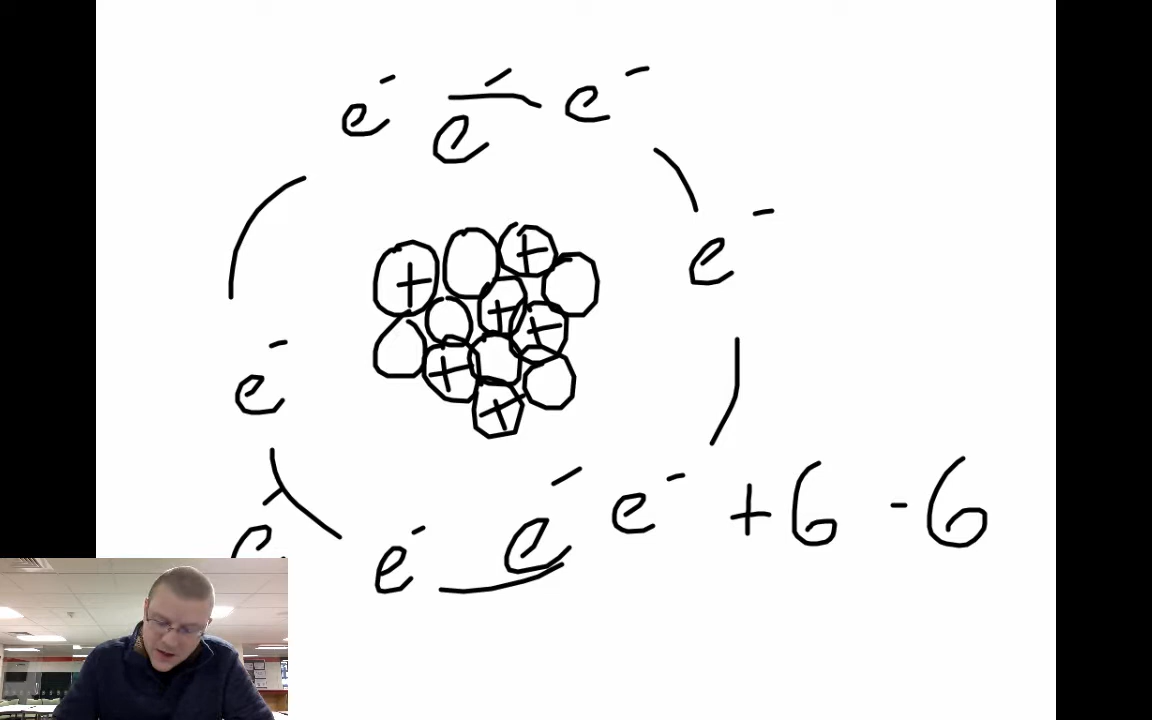 e⁻ e⁻ e⁻
e⁻
+ + + + + +
e⁻
e⁻ e⁻ e⁻ e⁻ +6 -6